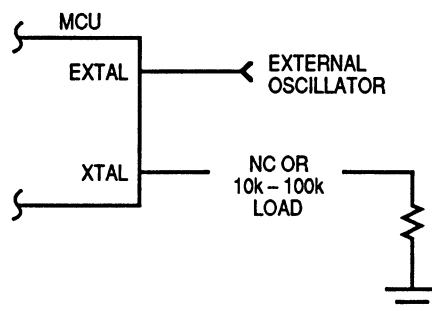 MCU
EXTAL
EXTERNAL
OSCILLATOR
XTAL
NC OR
10k – 100k
LOAD